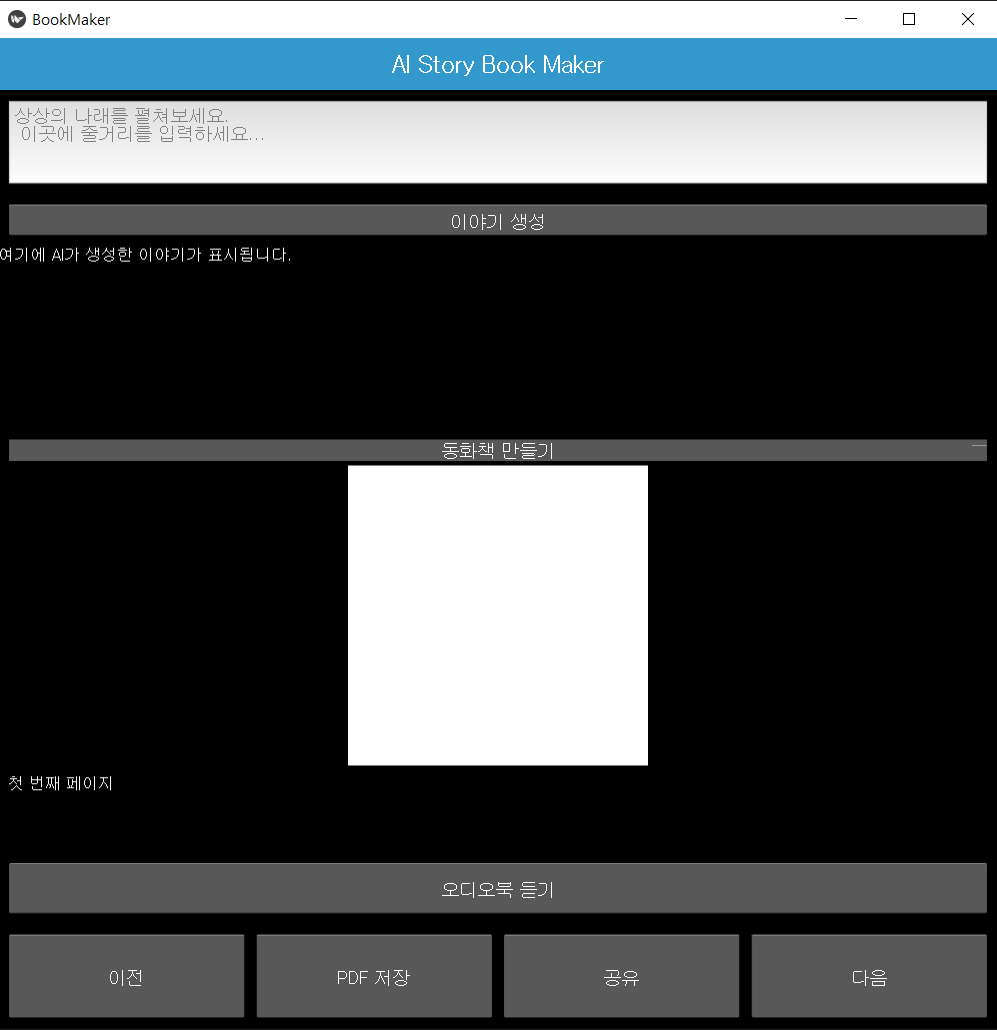 BookMaker
AI Story Book Maker
상상의 나래를 펼쳐보세요.
이곳에 줄거리를 입력하세요...
이야기 생성
여기에 AI가 생성한 이야기가 표시됩니다.
동화책 만들기
첫 번째 페이지
오디오북 듣기
이전
PDF 저장
공유
다음